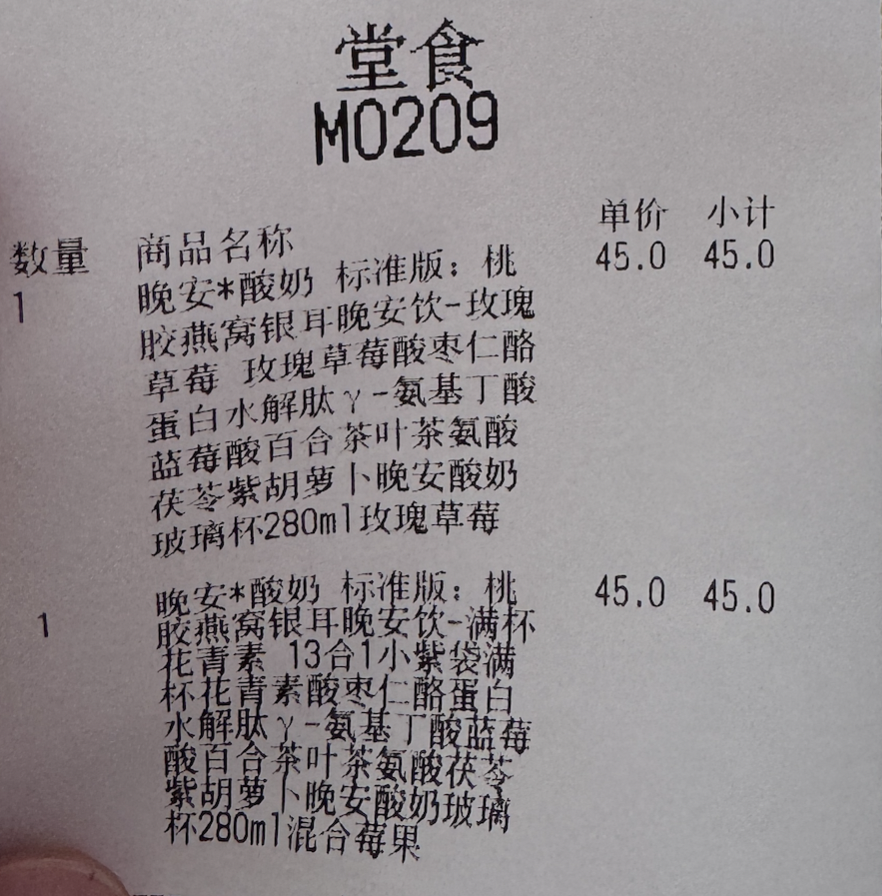 堂食
M0209
数量 商品名称 单价 小计
1 晚安*酸奶 标准版：桃 45.0 45.0
胶燕窝银耳晚安饮-玫瑰
草莓 玫瑰草莓酸枣仁酪
蛋白水解肽γ-氨基丁酸
蓝莓酸百合茶叶茶氨酸
茯苓紫胡萝卜晚安酸奶
玻璃杯280ml玫瑰草莓
1 晚安*酸奶 标准版：桃 45.0 45.0
胶燕窝银耳晚安饮-满杯
花青素 13合1小紫袋满
杯花青素酸枣仁酪蛋白
水解肽γ-氨基丁酸蓝莓
酸百合茶叶茶氨酸茯苓
紫胡萝卜晚安酸奶玻璃
杯280ml混合莓果